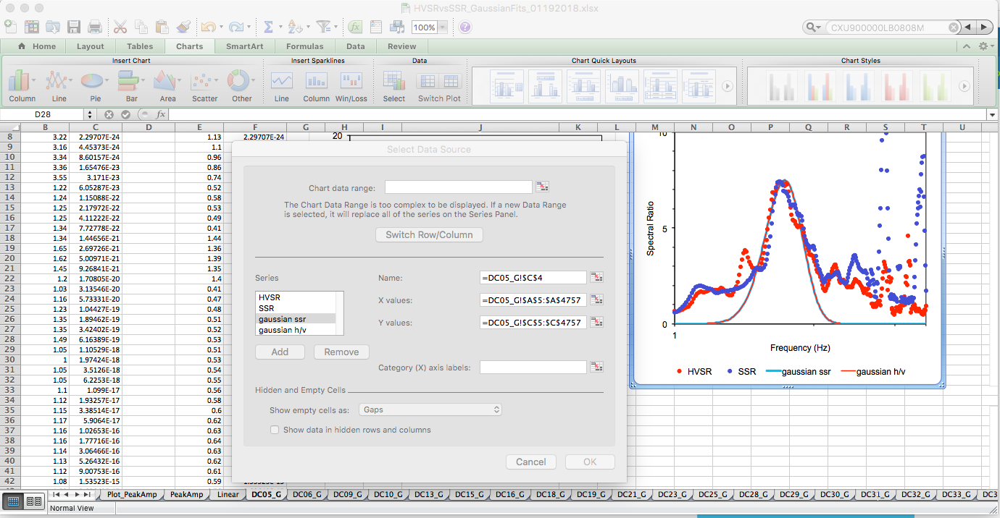 HVSRvsSSR_GaussianFits_01192018.xlsx
100%
CXU900000LB0808M
Home Layout Tables Charts SmartArt Formulas Data Review
Insert Chart Insert Sparklines Data Chart Quick Layouts Chart Styles
Column Line Pie Bar Area Scatter Other Line Column Win/Loss Select Switch Plot
D28 fx
B C D E F G H I J K L M N O P Q R S T U
8 3.22 2.29707E-24 1.13 2.29707E-24 20
9 3.16 4.45373E-24 1.1
10 3.34 8.60157E-24 0.96
11 3.36 1.65476E-23 0.86
12 3.55 3.171E-23 0.74
13 1.22 6.05287E-23 0.52
14 1.24 1.15088E-22 0.58
15 1.25 2.17972E-22 0.53
16 1.25 4.11222E-22 0.49
17 1.34 7.72778E-22 0.41
18 1.34 1.44656E-21 1.44
19 1.65 2.69726E-21 1.36
20 1.62 5.00971E-21 1.39
21 1.45 9.26841E-21 1.35
22 1.2 1.70805E-20 1.4
23 1.03 3.13546E-20 0.41
24 1.16 5.73331E-20 0.47
25 1.23 1.04427E-19 0.48
26 1.35 1.89462E-19 0.51
27 1.35 3.42402E-19 0.52
28 1.49 6.16389E-19 0.53
29 1.05 1.10529E-18 0.51
30 1 1.97424E-18 0.53
31 1.05 3.5126E-18 0.54
32 1.05 6.2253E-18 0.55
33 1.1 1.099E-17 0.56
34 1.12 1.93257E-17 0.58
35 1.15 3.38514E-17 0.6
36 1.17 5.9064E-17 0.62
37 1.16 1.02653E-16 0.63
38 1.16 1.77716E-16 0.64
39 1.14 3.06466E-16 0.63
40 1.13 5.26432E-16 0.62
41 1.12 9.00753E-16 0.61
42 1.08 1.53523E-15 0.59
Select Data Source
Chart data range:
The Chart Data Range is too complex to be displayed. If a new Data Range
is selected, it will replace all of the series on the Series Panel.
Switch Row/Column
Series
HVSR
SSR
gaussian ssr
gaussian h/v
Add Remove
Name: =DC05_G!$C$4
X values: =DC05_G!$A$5:$A$4757
Y values: =DC05_G!$C$5:$C$4757
Category (X) axis labels:
Hidden and Empty Cells
Show empty cells as: Gaps
Show data in hidden rows and columns
Cancel OK
10
5
0
1
Spectral Ratio
Frequency (Hz)
HVSR SSR gaussian ssr gaussian h/v
Plot_PeakAmp PeakAmp Linear DC05_G DC06_G DC09_G DC10_G DC13_G DC15_G DC16_G DC18_G DC19_G DC21_G DC23_G DC25_G DC28_G DC29_G DC30_G DC31_G DC32_G DC33_G DC3
Normal View